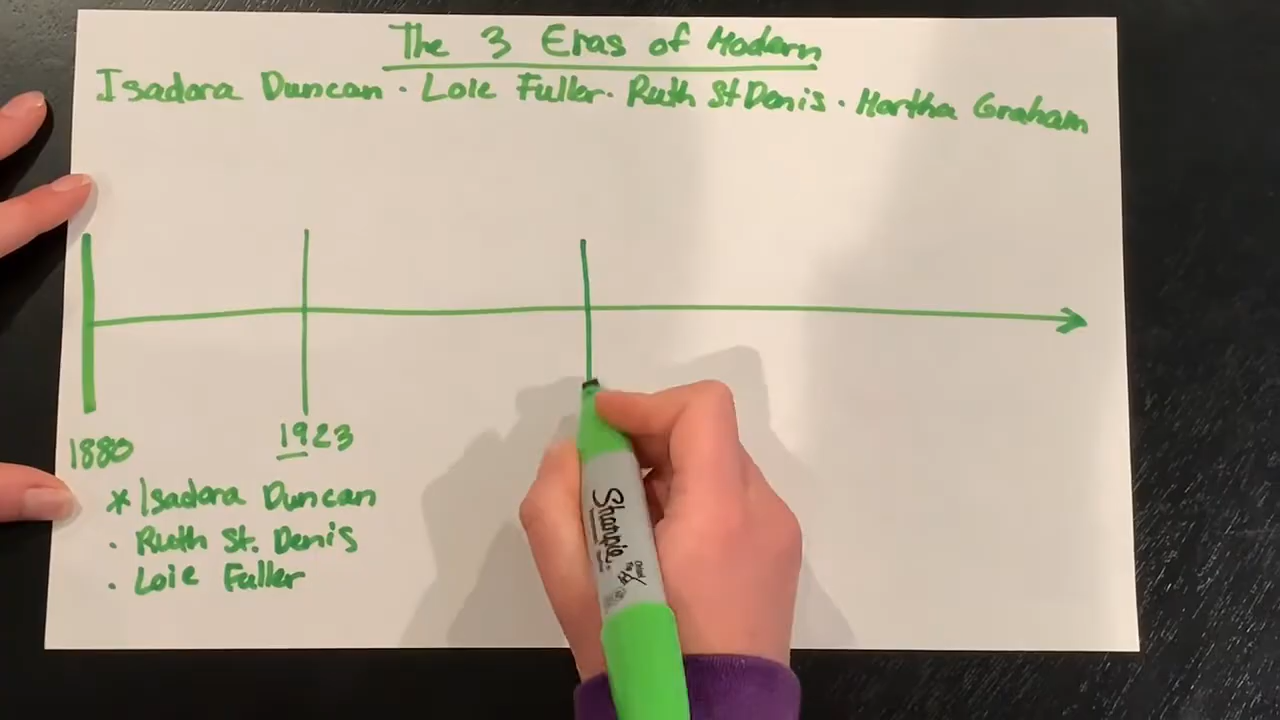 The 3 Eras of Modern
Isadora Duncan · Loie Fuller · Ruth St Denis · Martha Graham
1880
1923
* Isadora Duncan
· Ruth St. Denis
· Loie Fuller
Sharpie